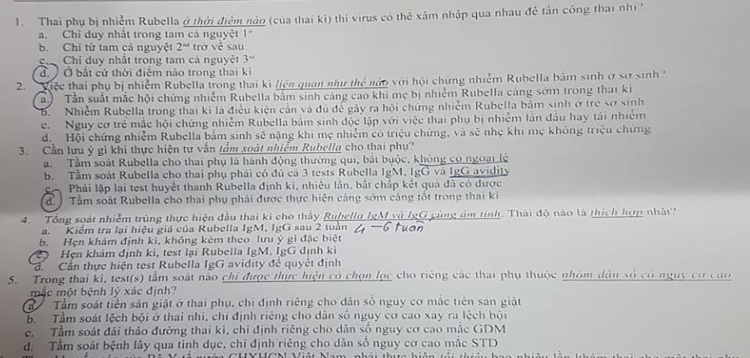 1. Thai phụ bị nhiễm Rubella ở thời điểm nào (của thai kì) thì virus có thể xâm nhập qua nhau để tấn công thai nhi?
a. Chỉ duy nhất trong tam cá nguyệt 1st
b. Chỉ từ tam cá nguyệt 2nd trở về sau
c. Chỉ duy nhất trong tam cá nguyệt 3rd
d. Ở bất cứ thời điểm nào trong thai kì
2. Việc thai phụ bị nhiễm Rubella trong thai kì liên quan như thế nào với hội chứng nhiễm Rubella bẩm sinh ở sơ sinh?
a. Tần suất mắc hội chứng nhiễm Rubella bẩm sinh càng cao khi mẹ bị nhiễm Rubella càng sớm trong thai kì
b. Nhiễm Rubella trong thai kì là điều kiện cần và đủ để gây ra hội chứng nhiễm Rubella bẩm sinh ở trẻ sơ sinh
c. Nguy cơ trẻ mắc hội chứng nhiễm Rubella bẩm sinh độc lập với việc thai phụ bị nhiễm lần đầu hay tái nhiễm
d. Hội chứng nhiễm Rubella bẩm sinh sẽ nặng khi mẹ nhiễm có triệu chứng, và sẽ nhẹ khi mẹ không triệu chứng
3. Cần lưu ý gì khi thực hiện tư vấn tầm soát nhiễm Rubella cho thai phụ?
a. Tầm soát Rubella cho thai phụ là hành động thường qui, bắt buộc, không có ngoại lệ
b. Tầm soát Rubella cho thai phụ phải có đủ cả 3 tests Rubella IgM, IgG và IgG avidity
c. Phải lặp lại test huyết thanh Rubella định kì, nhiều lần, bất chấp kết quả đã có được
d. Tầm soát Rubella cho thai phụ phải được thực hiện càng sớm càng tốt trong thai kì
4. Tổng soát nhiễm trùng thực hiện đầu thai kì cho thấy Rubella IgM và IgG cùng âm tính. Thái độ nào là thích hợp nhất?
a. Kiểm tra lại hiệu giá của Rubella IgM, IgG sau 2 tuần 4-6 tuần
b. Hẹn khám định kì, không kèm theo lưu ý gì đặc biệt
c. Hẹn khám định kì, test lại Rubella IgM, IgG định kì
d. Cần thực hiện test Rubella IgG avidity để quyết định
5. Trong thai kì, test(s) tầm soát nào chỉ được thực hiện có chọn lọc cho riêng các thai phụ thuộc nhóm dân số có nguy cơ cao
mắc một bệnh lý xác định?
a. Tầm soát tiền sản giật ở thai phụ, chỉ định riêng cho dân số nguy cơ mắc tiền sản giật
b. Tầm soát lệch bội ở thai nhi, chỉ định riêng cho dân số nguy cơ cao xảy ra lệch bội
c. Tầm soát đái tháo đường thai kì, chỉ định riêng cho dân số nguy cơ cao mắc GDM
d. Tầm soát bệnh lây qua tình dục, chỉ định riêng cho dân số nguy cơ cao mắc STD